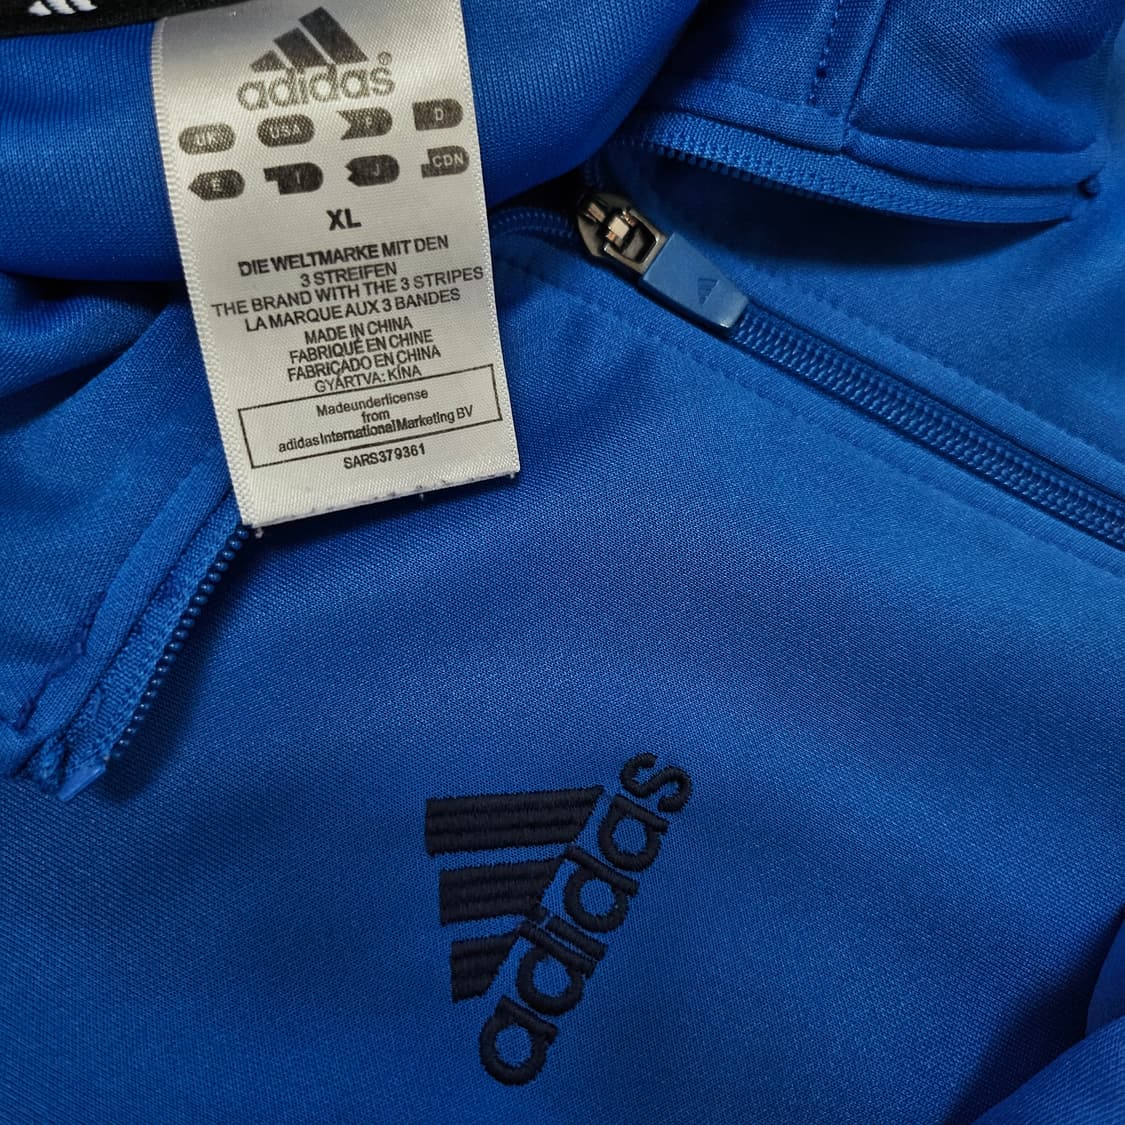 adidas®
UK USA F D
E I J CDN
XL
DIE WELTMARKE MIT DEN
3 STREIFEN
THE BRAND WITH THE 3 STRIPES
LA MARQUE AUX 3 BANDES
MADE IN CHINA
FABRIQUÉ EN CHINE
FABRICADO EN CHINA
GYÁRTVA: KÍNA
Madeunderlicense
from
adidasInternationalMarketing BV
SARS379361
adidas